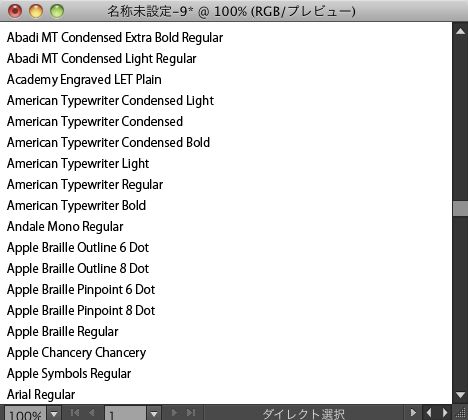 名称未設定-9* @ 100% (RGB/プレビュー)
Abadi MT Condensed Extra Bold Regular
Abadi MT Condensed Light Regular
Academy Engraved LET Plain
American Typewriter Condensed Light
American Typewriter Condensed
American Typewriter Condensed Bold
American Typewriter Light
American Typewriter Regular
American Typewriter Bold
Andale Mono Regular
Apple Braille Outline 6 Dot
Apple Braille Outline 8 Dot
Apple Braille Pinpoint 6 Dot
Apple Braille Pinpoint 8 Dot
Apple Braille Regular
Apple Chancery Chancery
Apple Symbols Regular
Arial Regular
100% 1 ダイレクト選択